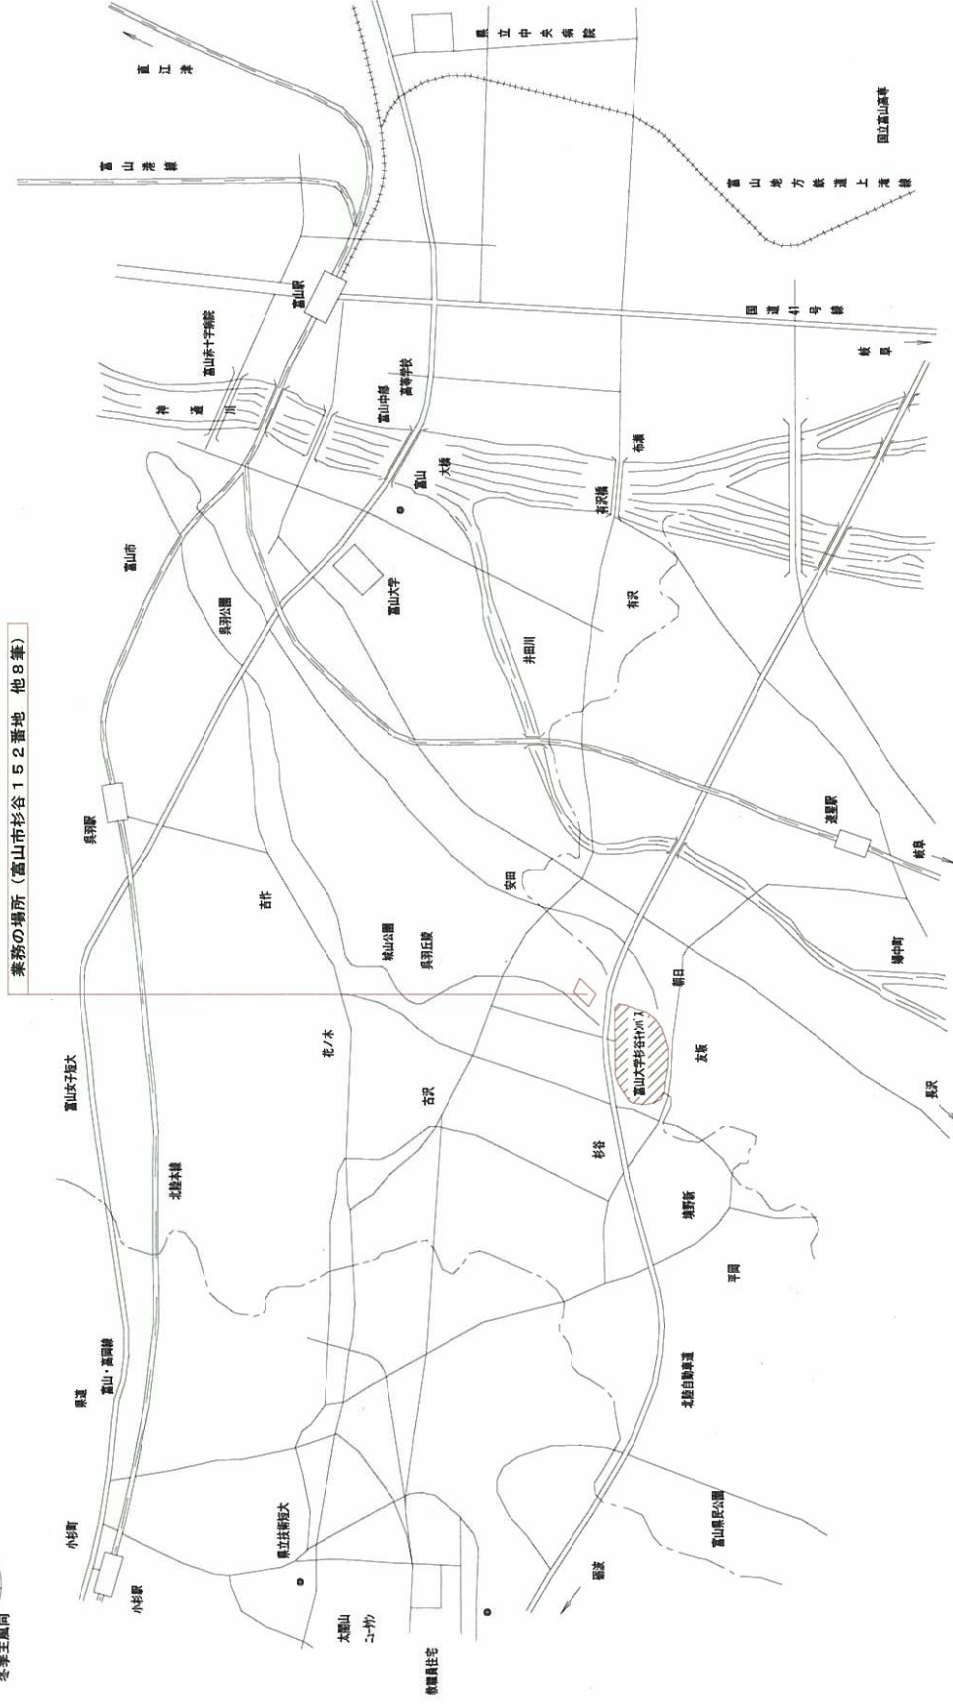 業務の場所（富山市杉谷１５２番地　他８筆）
冬季主風向
小杉町
小杉駅
県道
富山・高岡線
富山女子短大
北陸本線
呉羽駅
富山市
富山赤十字病院
富山駅
富山港線
直江津
県立中央病院
国立富山高専
富山地方鉄道上滝線
国道41号線
岐阜
神通川
富山中部
高等学校
富山
大橋
布瀬
有沢橋
有沢
富山大学
呉羽公園
井田川
速星駅
岐阜
婦中町
安田
城山公園
呉羽丘陵
古作
花ノ木
古沢
朝日
富山大学杉谷ｷｬﾝﾊﾟｽ
友坂
長沢
杉谷
境野新
平岡
北陸自動車道
富山県民公園
砺波
県立技術短大
太閤山
ﾆｭｰﾀｳﾝ
教職員住宅